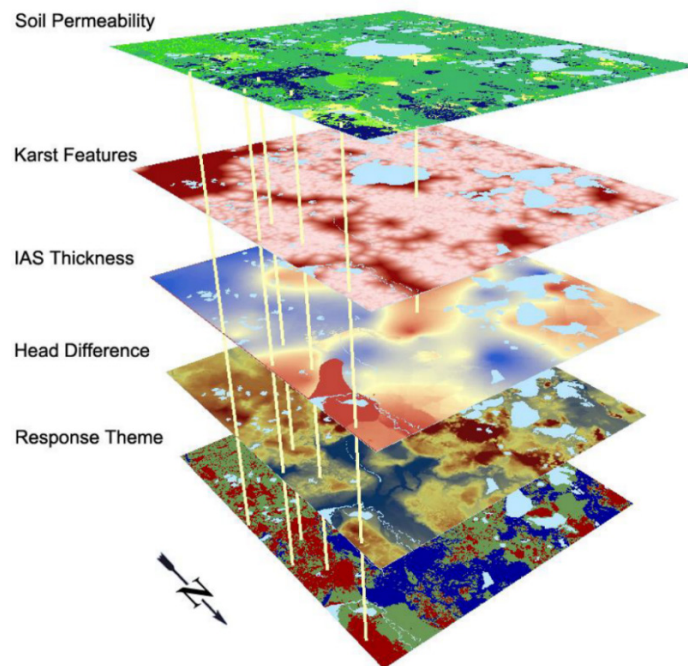 Soil Permeability
Karst Features
IAS Thickness
Head Difference
Response Theme
N